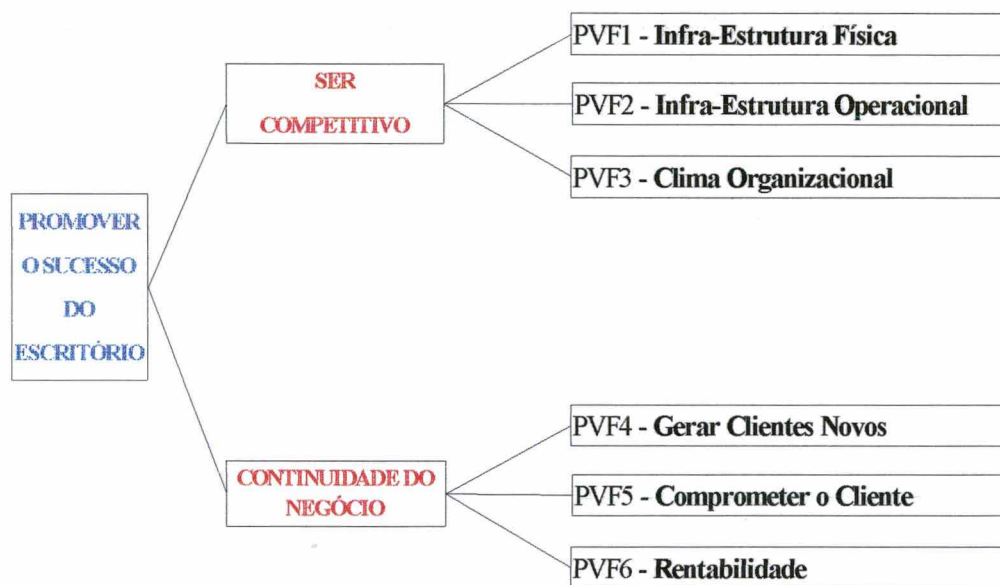 PROMOVER
O SUCESSO
DO
ESCRITÓRIO
SER
COMPETITIVO
PVF1 - Infra-Estrutura Física
PVF2 - Infra-Estrutura Operacional
PVF3 - Clima Organizacional
CONTINUIDADE DO
NEGÓCIO
PVF4 - Gerar Clientes Novos
PVF5 - Comprometer o Cliente
PVF6 - Rentabilidade